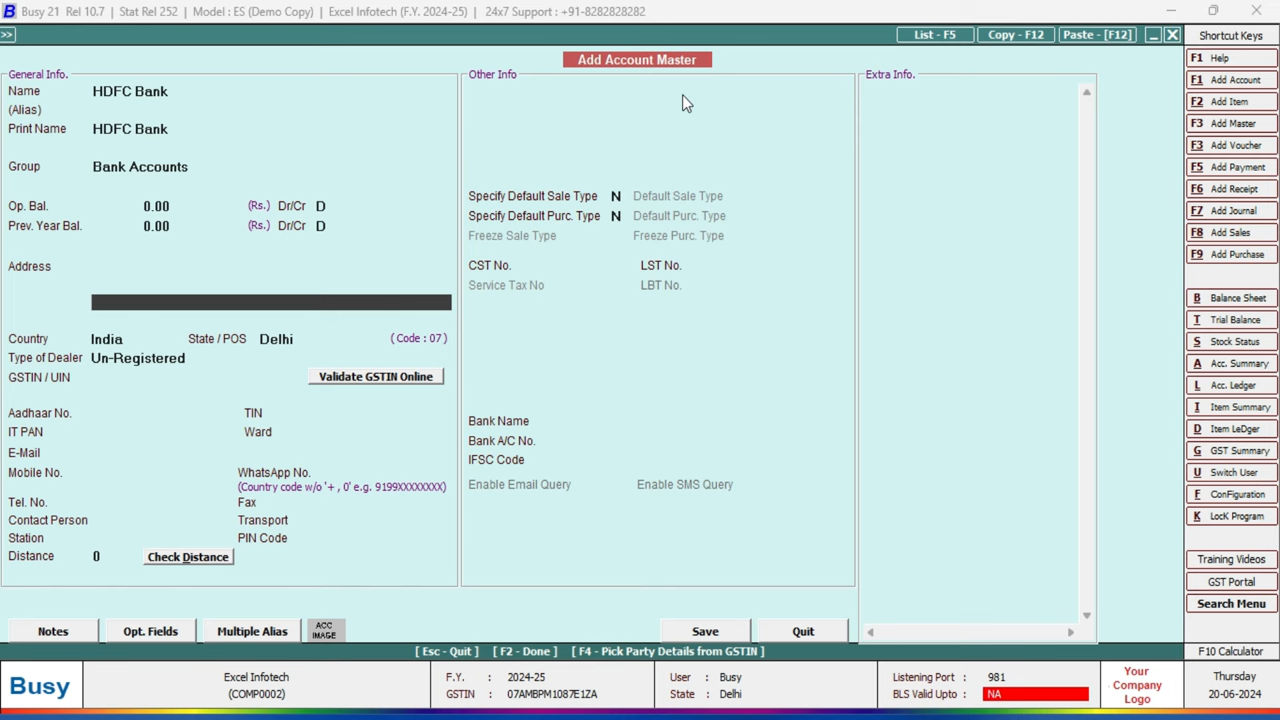 Busy 21 Rel 10.7 | Stat Rel 252 | Model : ES (Demo Copy) | Excel Infotech (F.Y. 2024-25) | 24x7 Support : +91-8282828282
>> List - F5 Copy - F12 Paste - [F12] Shortcut Keys
Add Account Master
General Info. Other Info Extra Info.
Name HDFC Bank
(Alias)
Print Name HDFC Bank
Group Bank Accounts
Op. Bal. 0.00 (Rs.) Dr/Cr D
Prev. Year Bal. 0.00 (Rs.) Dr/Cr D
Address
Country India State / POS Delhi ( Code : 07 )
Type of Dealer Un-Registered
GSTIN / UIN Validate GSTIN Online
Aadhaar No. TIN
IT PAN Ward
E-Mail
Mobile No. WhatsApp No.
(Country code w/o '+ , 0' e.g. 9199XXXXXXXX)
Tel. No. Fax
Contact Person Transport
Station PIN Code
Distance 0 Check Distance
Specify Default Sale Type N Default Sale Type
Specify Default Purc. Type N Default Purc. Type
Freeze Sale Type Freeze Purc. Type
CST No. LST No.
Service Tax No LBT No.
Bank Name
Bank A/C No.
IFSC Code
Enable Email Query Enable SMS Query
Notes Opt. Fields Multiple Alias ACC IMAGE Save Quit
[ Esc - Quit ] [ F2 - Done ] [ F4 - Pick Party Details from GSTIN ]
F1 Help
F1 Add Account
F2 Add Item
F3 Add Master
F3 Add Voucher
F5 Add Payment
F6 Add Receipt
F7 Add Journal
F8 Add Sales
F9 Add Purchase
B Balance Sheet
T Trial Balance
S Stock Status
A Acc. Summary
L Acc. Ledger
I Item Summary
D Item LeDger
G GST Summary
U Switch User
F ConFiguration
K LocK Program
Training Videos
GST Portal
Search Menu
F10 Calculator
Busy
Excel Infotech
(COMP0002)
F.Y. : 2024-25
GSTIN : 07AMBPM1087E1ZA
User : Busy
State : Delhi
Listening Port : 981
BLS Valid Upto : NA
Your
Company
Logo
Thursday
20-06-2024